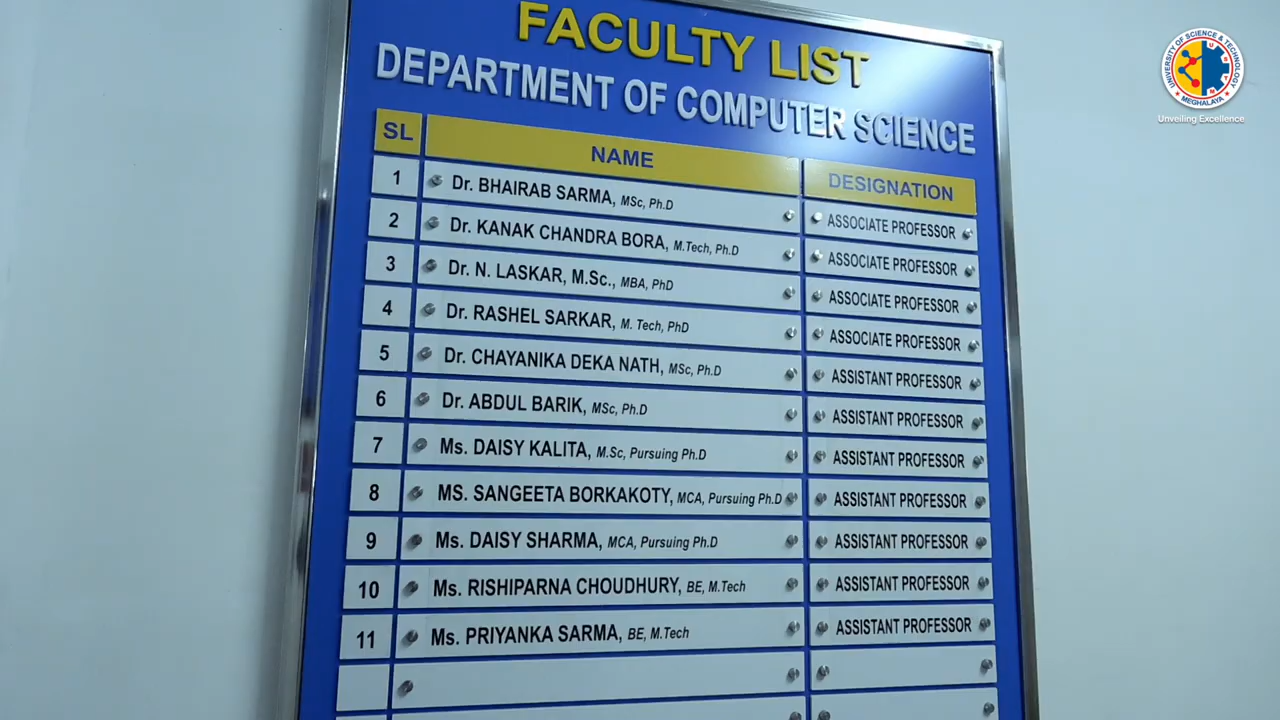 FACULTY LIST
DEPARTMENT OF COMPUTER SCIENCE
SL NAME DESIGNATION
1 Dr. BHAIRAB SARMA, MSc, Ph.D ASSOCIATE PROFESSOR
2 Dr. KANAK CHANDRA BORA, M.Tech, Ph.D ASSOCIATE PROFESSOR
3 Dr. N. LASKAR, M.Sc., MBA, PhD ASSOCIATE PROFESSOR
4 Dr. RASHEL SARKAR, M. Tech, PhD ASSOCIATE PROFESSOR
5 Dr. CHAYANIKA DEKA NATH, MSc, Ph.D ASSISTANT PROFESSOR
6 Dr. ABDUL BARIK, MSc, Ph.D ASSISTANT PROFESSOR
7 Ms. DAISY KALITA, M.Sc, Pursuing Ph.D ASSISTANT PROFESSOR
8 MS. SANGEETA BORKAKOTY, MCA, Pursuing Ph.D ASSISTANT PROFESSOR
9 Ms. DAISY SHARMA, MCA, Pursuing Ph.D ASSISTANT PROFESSOR
10 Ms. RISHIPARNA CHOUDHURY, BE, M.Tech ASSISTANT PROFESSOR
11 Ms. PRIYANKA SARMA, BE, M.Tech ASSISTANT PROFESSOR
UNIVERSITY OF SCIENCE & TECHNOLOGY
MEGHALAYA
Unveiling Excellence